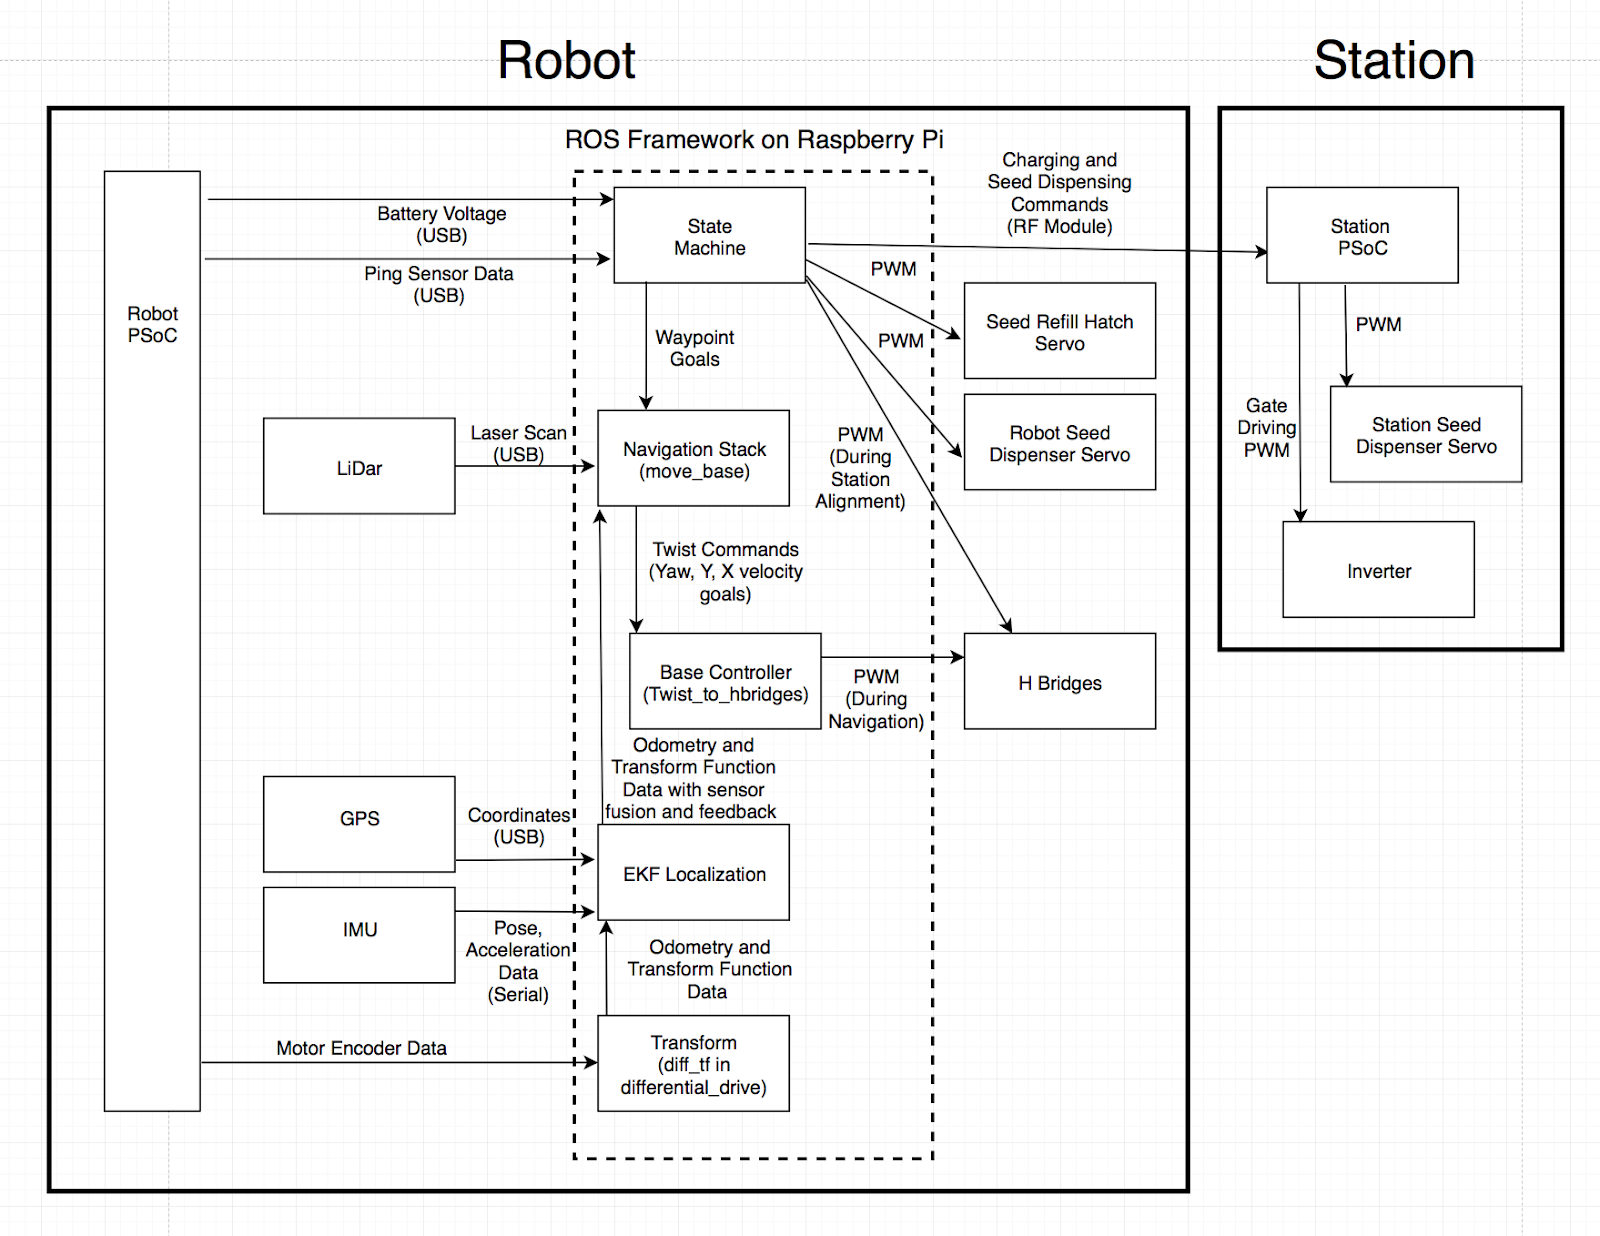 Robot
Station
ROS Framework on Raspberry Pi
Robot
PSoC
Battery Voltage
(USB)
Ping Sensor Data
(USB)
State
Machine
Charging and
Seed Dispensing
Commands
(RF Module)
Station
PSoC
PWM
Seed Refill Hatch
Servo
PWM
Robot Seed
Dispenser Servo
Waypoint
Goals
PWM
Station Seed
Dispenser Servo
Gate
Driving
PWM
Inverter
LiDar
Laser Scan
(USB)
Navigation Stack
(move_base)
PWM
(During
Station
Alignment)
Twist Commands
(Yaw, Y, X velocity
goals)
Base Controller
(Twist_to_hbridges)
PWM
(During
Navigation)
H Bridges
Odometry and
Transform Function
Data with sensor
fusion and feedback
GPS
Coordinates
(USB)
EKF Localization
IMU
Pose,
Acceleration
Data
(Serial)
Odometry and
Transform Function
Data
Motor Encoder Data
Transform
(diff_tf in
differential_drive)